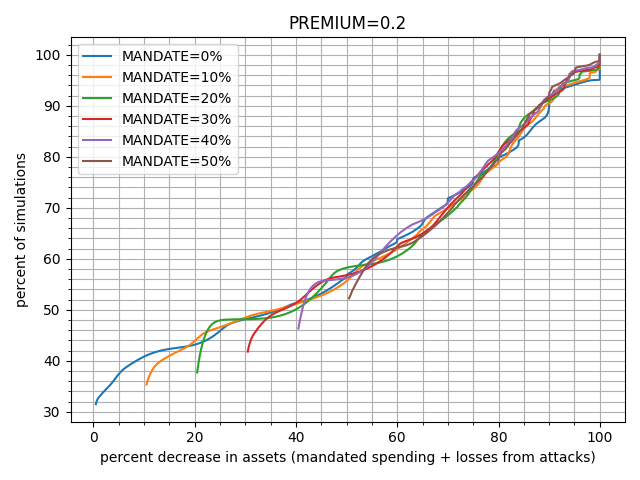 PREMIUM=0.2
MANDATE=0%
MANDATE=10%
MANDATE=20%
MANDATE=30%
MANDATE=40%
MANDATE=50%
percent of simulations
100
90
80
70
60
50
40
30
0 20 40 60 80 100
percent decrease in assets (mandated spending + losses from attacks)